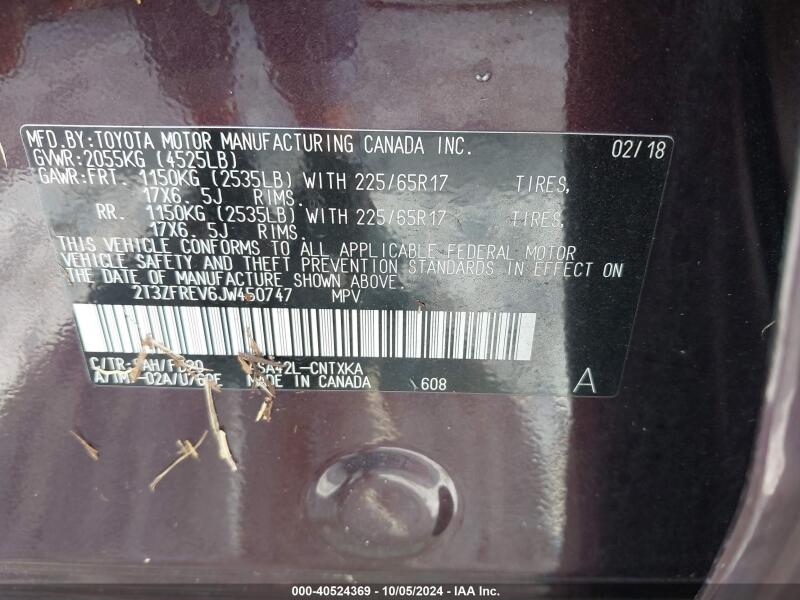 MFD.BY:TOYOTA MOTOR MANUFACTURING CANADA INC. 02/18
GVWR:2055KG (4525LB)
GAWR:FRT. 1150KG (2535LB) WITH 225/65R17 TIRES,
17X6. 5J RIMS.
RR. 1150KG (2535LB) WITH 225/65R17 TIRES,
17X6. 5J RIMS.
THIS VEHICLE CONFORMS TO ALL APPLICABLE FEDERAL MOTOR
VEHICLE SAFETY AND THEFT PREVENTION STANDARDS IN EFFECT ON
THE DATE OF MANUFACTURE SHOWN ABOVE.
2T3ZFREV6JW450747 MPV.
A/TM-02A/U760F MADE IN CANADA 608 A
000-40524369 - 10/05/2024 - IAA Inc.